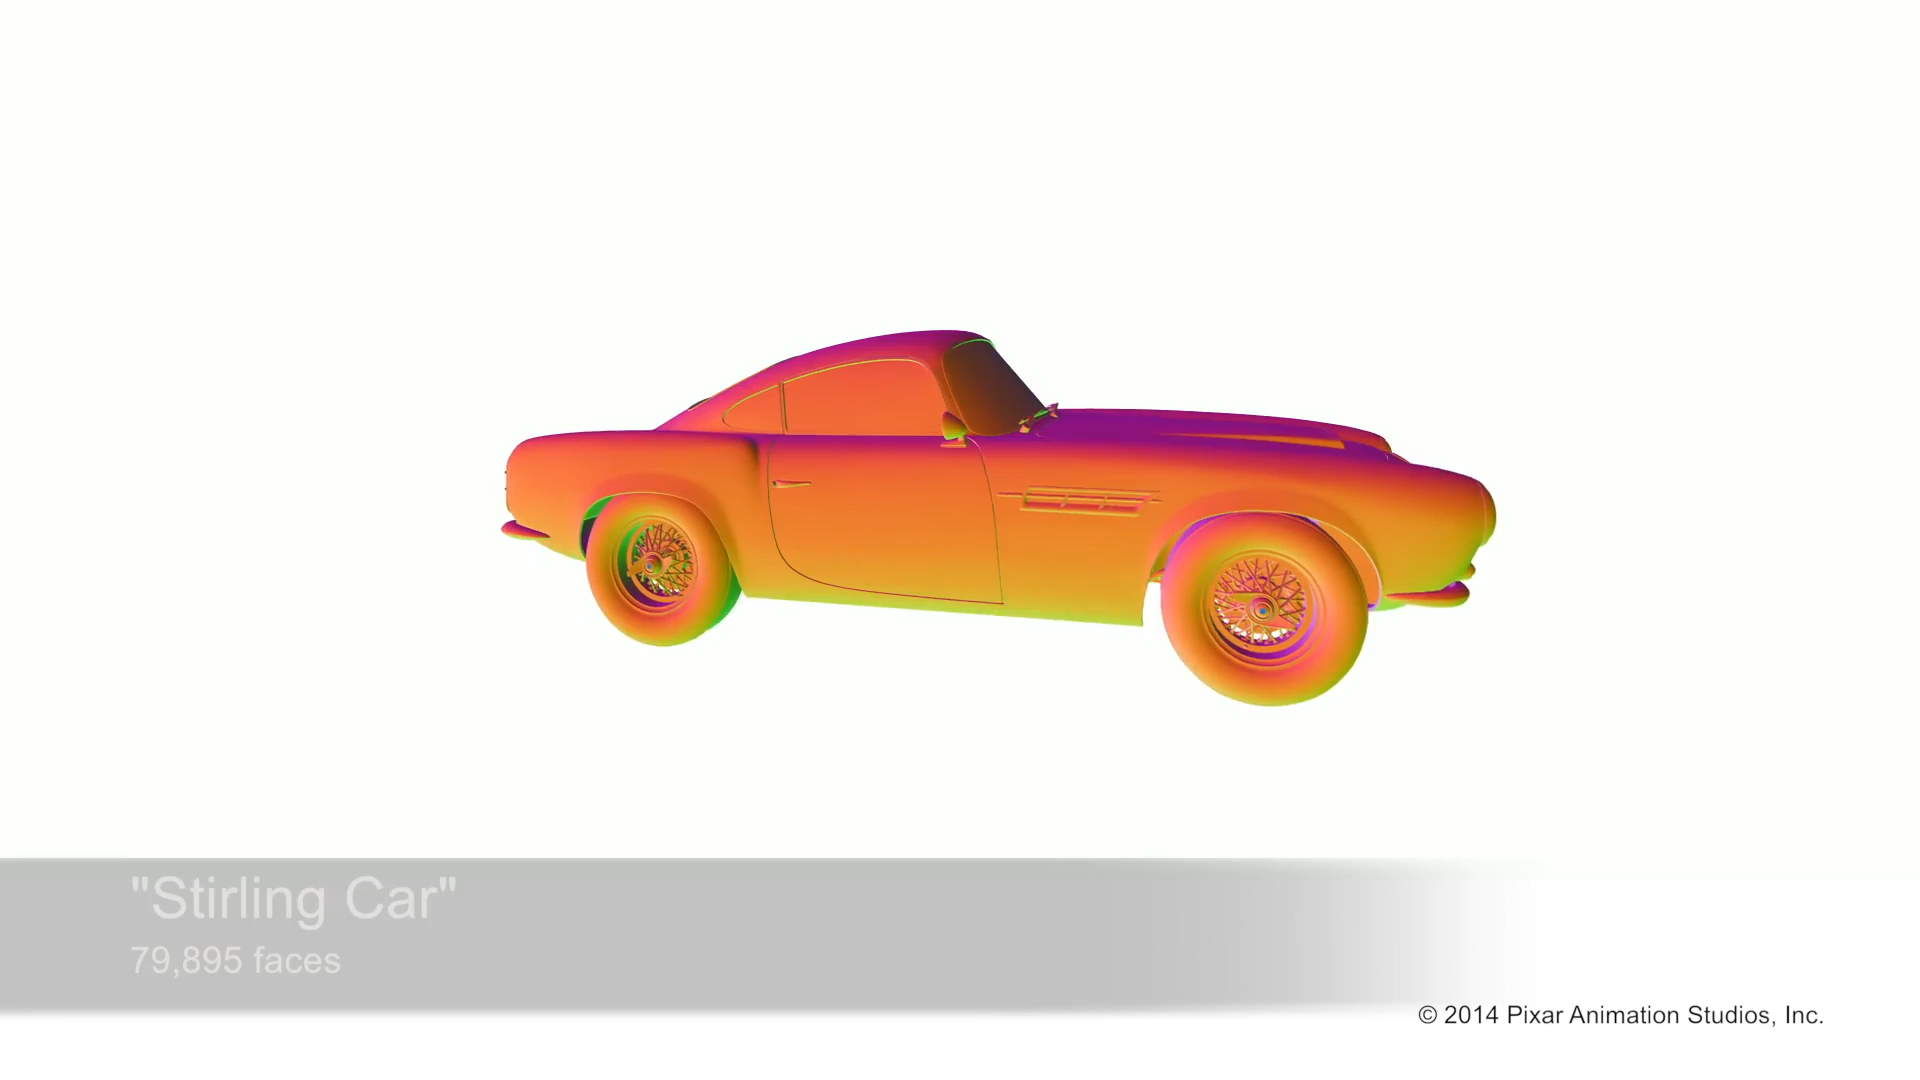 "Stirling Car"
79,895 faces
© 2014 Pixar Animation Studios, Inc.